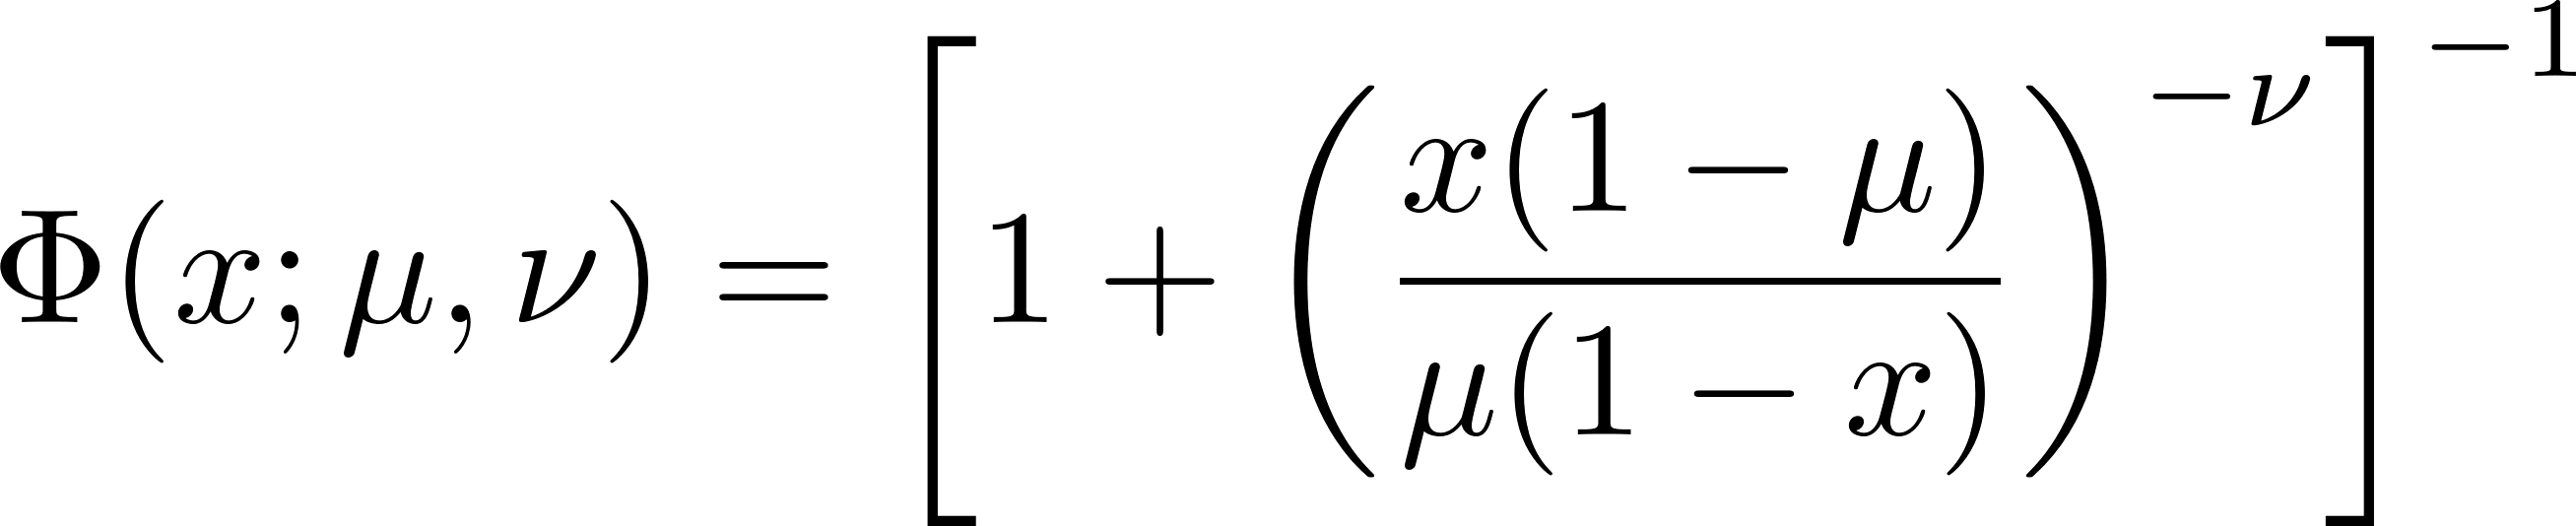 Φ(x; μ, ν) = [1 + (x(1 − μ) / μ(1 − x))^{−ν}]^{−1}